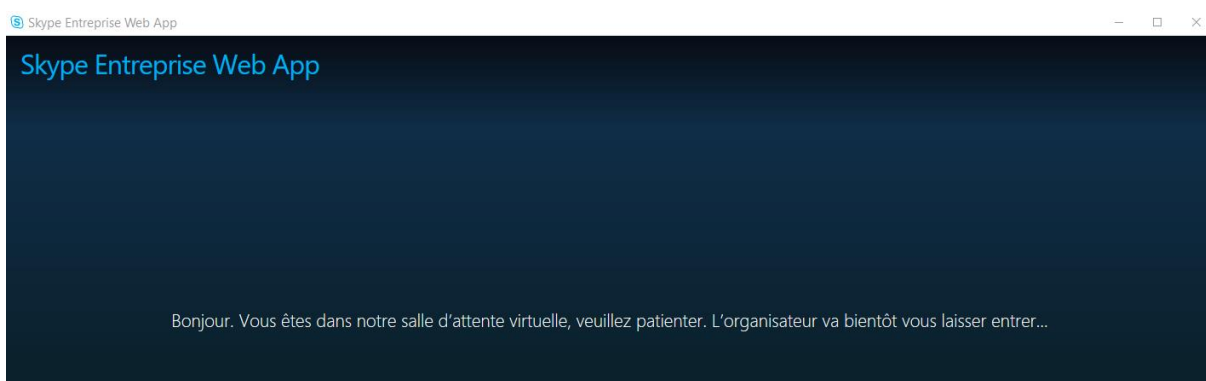 Skype Entreprise Web App
Skype Entreprise Web App
Bonjour. Vous êtes dans notre salle d’attente virtuelle, veuillez patienter. L’organisateur va bientôt vous laisser entrer...